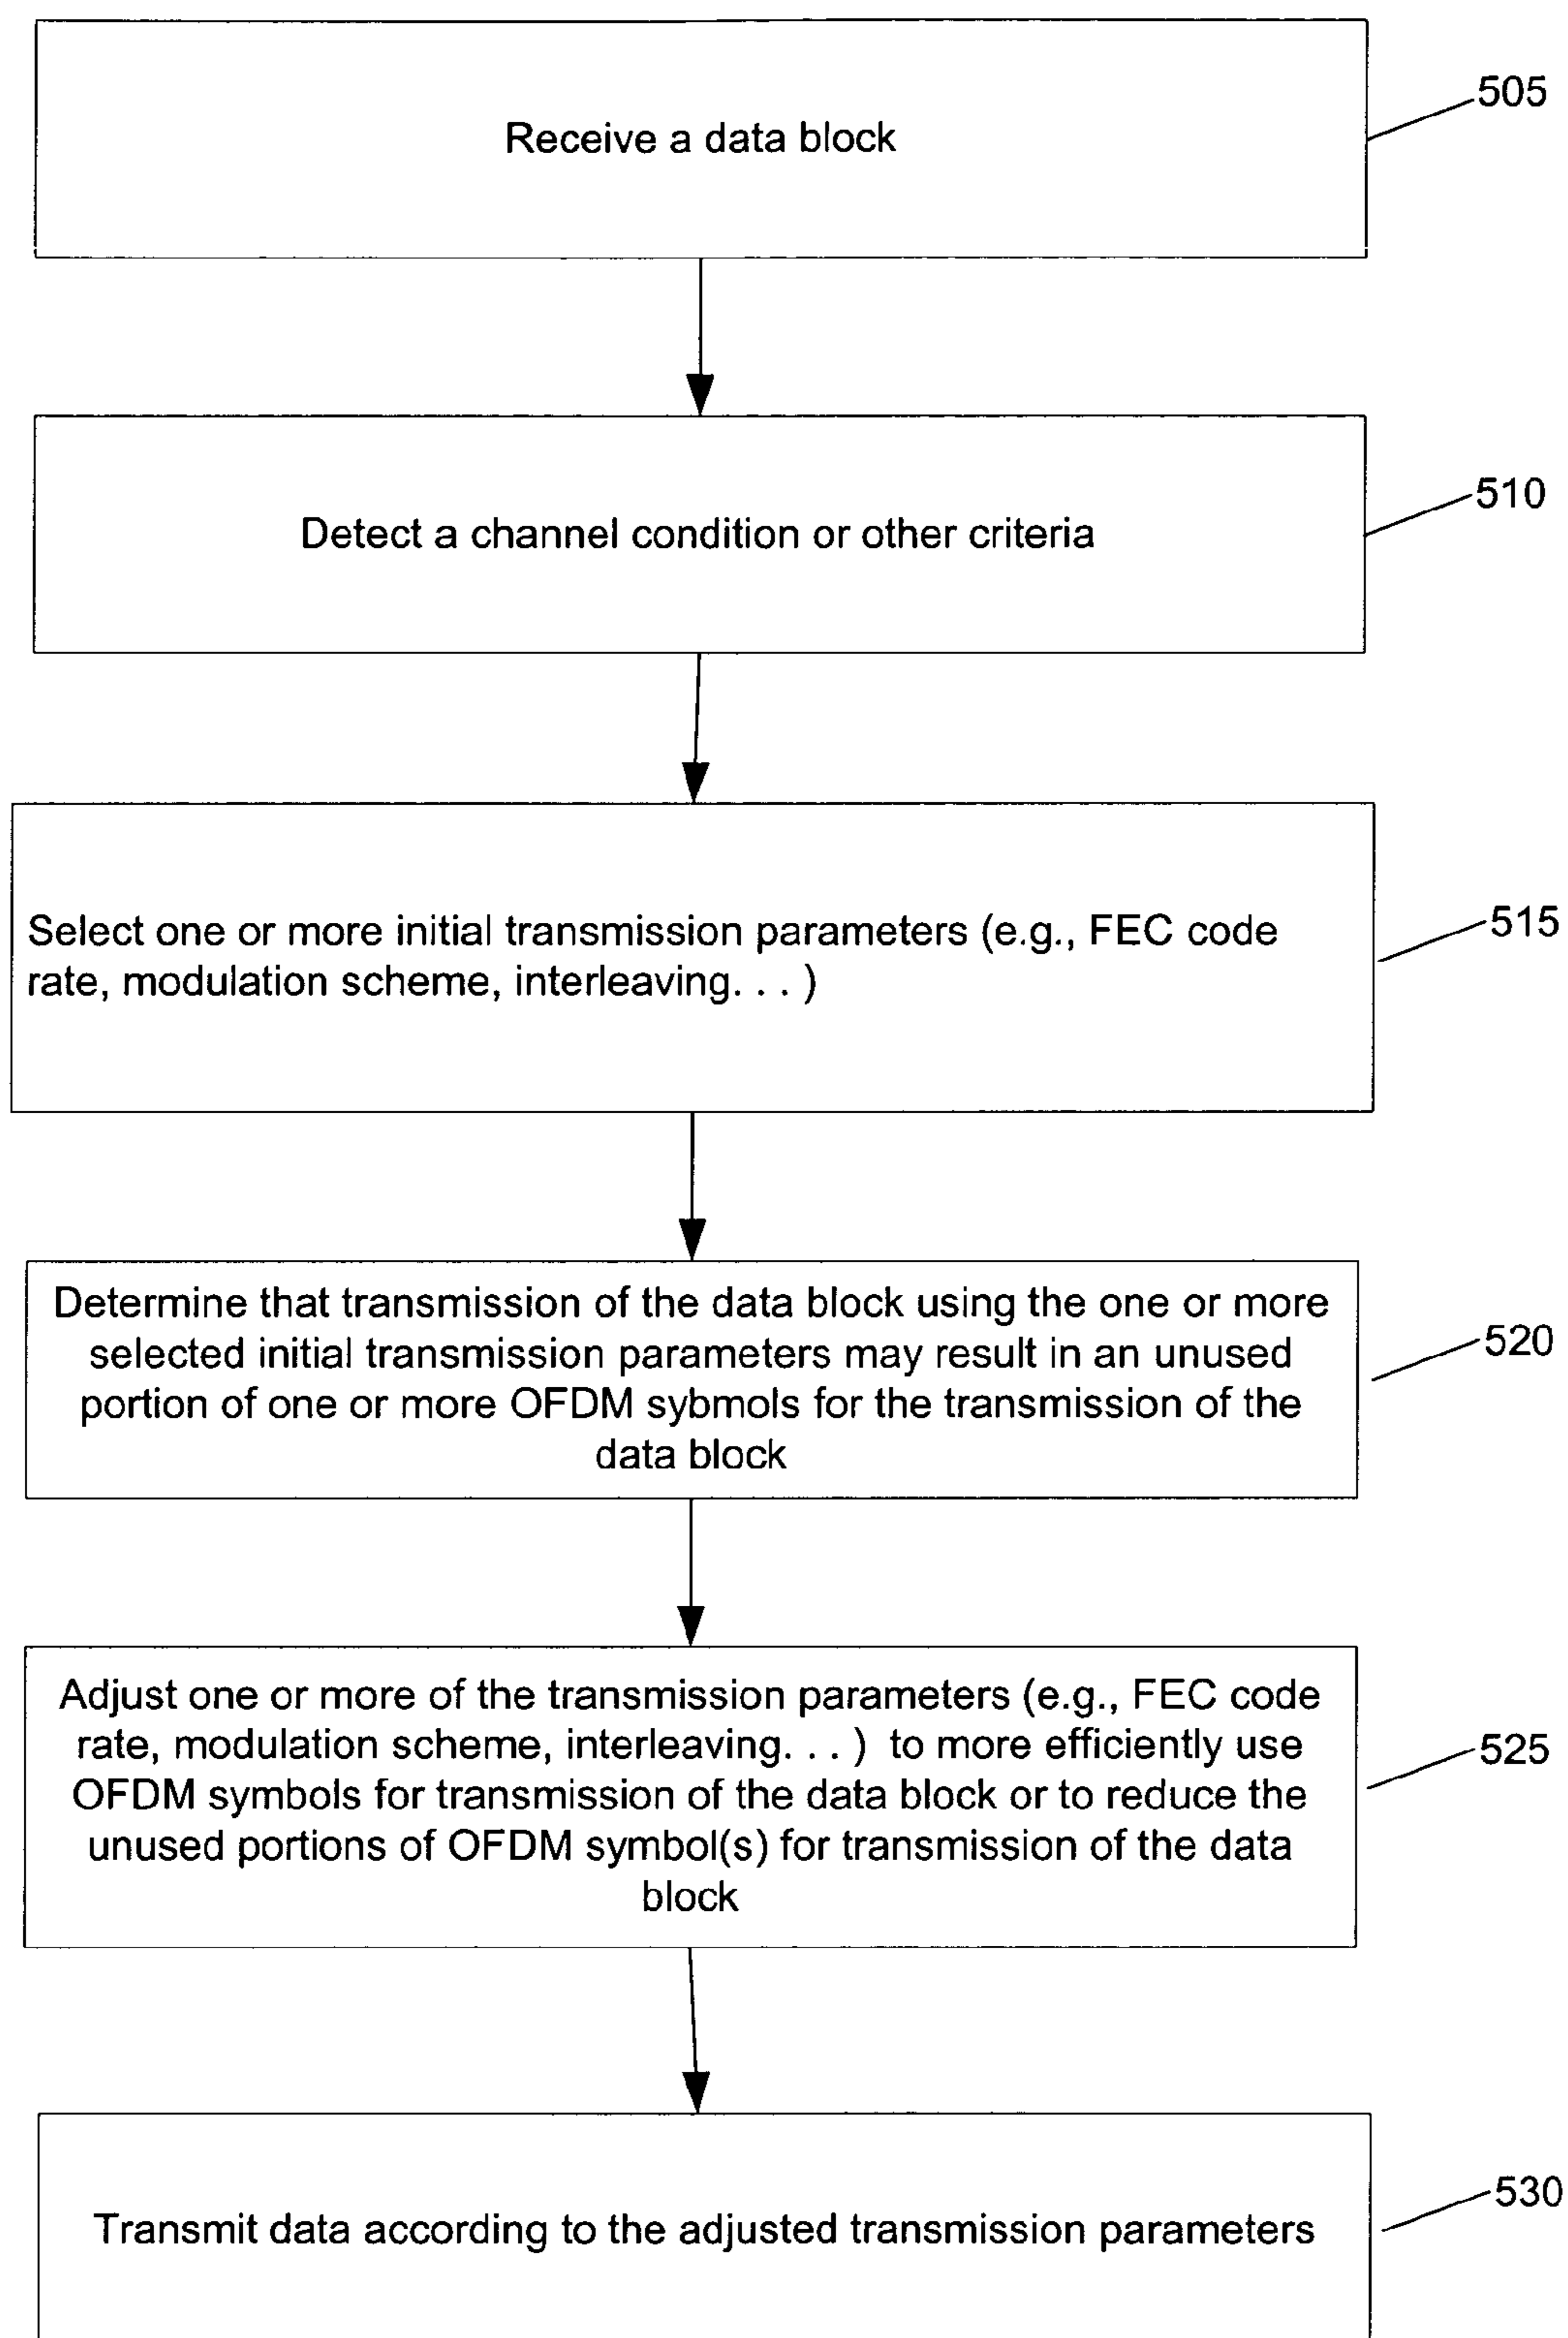 Receive a data block
505
Detect a channel condition or other criteria
510
Select one or more initial transmission parameters (e.g., FEC code
rate, modulation scheme, interleaving. . . )
515
Determine that transmission of the data block using the one or more
selected initial transmission parameters may result in an unused
portion of one or more OFDM sybmols for the transmission of the
data block
520
Adjust one or more of the transmission parameters (e.g., FEC code
rate, modulation scheme, interleaving. . . ) to more efficiently use
OFDM symbols for transmission of the data block or to reduce the
unused portions of OFDM symbol(s) for transmission of the data
block
525
Transmit data according to the adjusted transmission parameters
530